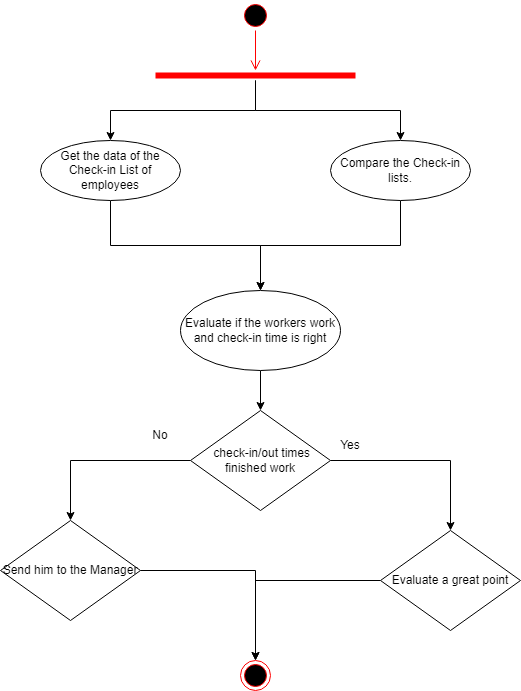 Get the data of the
Check-in List of
employees
Compare the Check-in
lists.
Evaluate if the workers work
and check-in time is right
No
check-in/out times
finished work
Yes
Send him to the Manager
Evaluate a great point